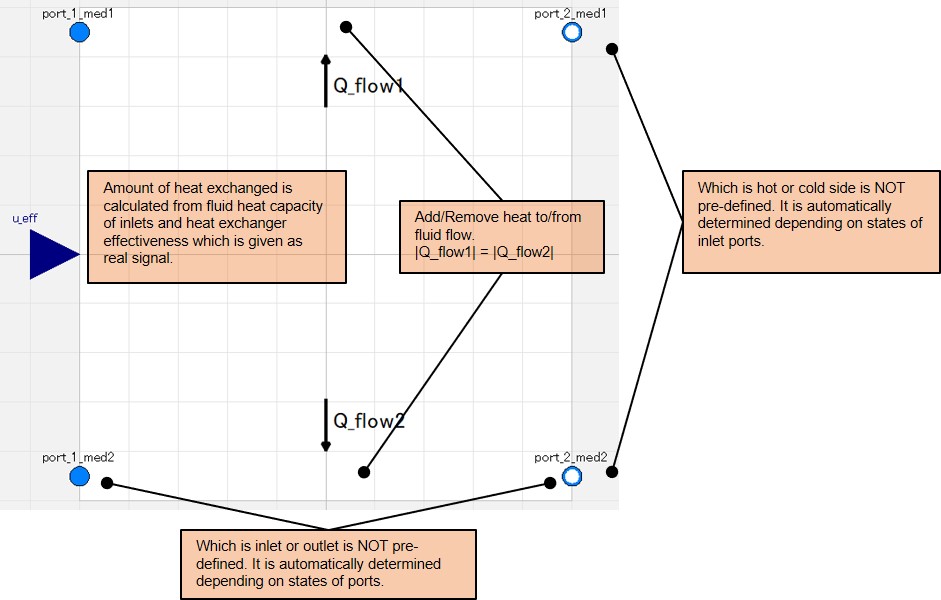 port_1_med1
port_2_med1
Q_flow1
Amount of heat exchanged is
calculated from fluid heat capacity
of inlets and heat exchanger
effectiveness which is given as
real signal.
u_eff
Add/Remove heat to/from
fluid flow.
|Q_flow1| = |Q_flow2|
Which is hot or cold side is NOT
pre-defined. It is automatically
determined depending on states of
inlet ports.
Q_flow2
port_1_med2
port_2_med2
Which is inlet or outlet is NOT pre-
defined. It is automatically determined
depending on states of ports.